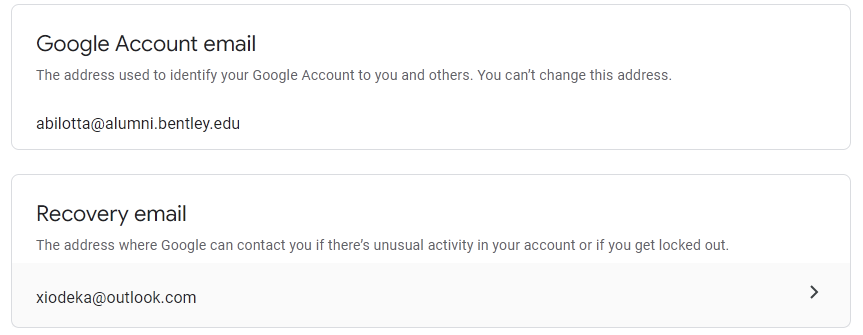 Google Account email
The address used to identify your Google Account to you and others. You can’t change this address.
abilotta@alumni.bentley.edu
Recovery email
The address where Google can contact you if there’s unusual activity in your account or if you get locked out.
xiodeka@outlook.com